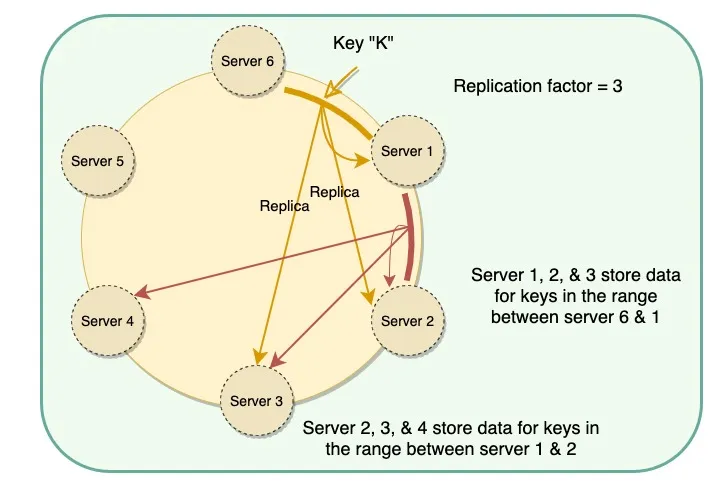 Key "K"
Server 6
Replication factor = 3
Server 1
Server 5
Replica
Replica
Server 1, 2, & 3 store data
for keys in the range
between server 6 & 1
Server 4
Server 2
Server 3
Server 2, 3, & 4 store data for keys in
the range between server 1 & 2